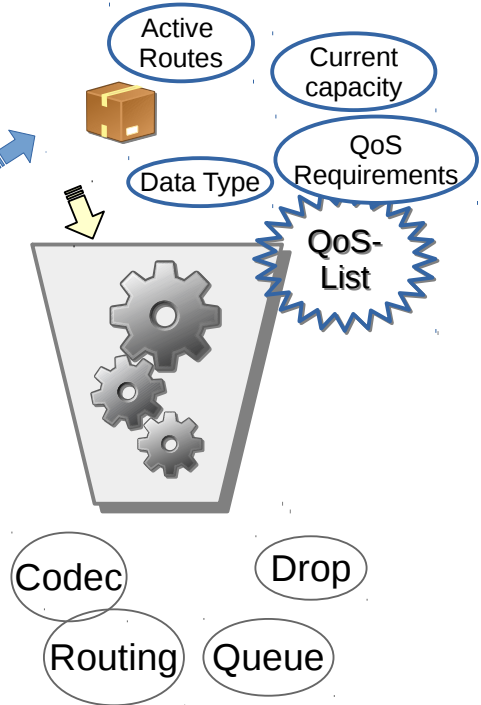 Active
Routes
Current
capacity
QoS
Requirements
Data Type
QoS-
List
Codec
Drop
Routing
Queue